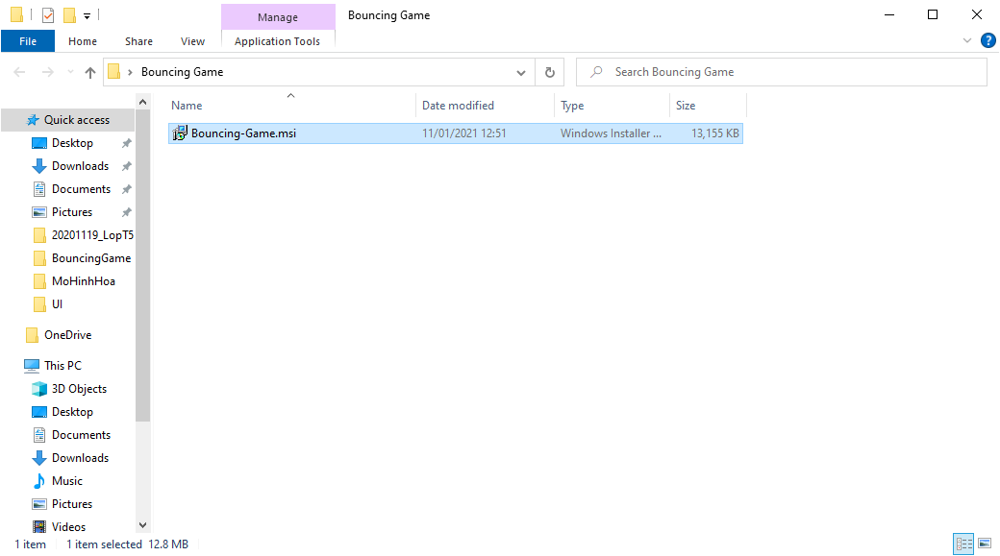 Manage
Bouncing Game
File
Home
Share
View
Application Tools
Bouncing Game
Search Bouncing Game
Name
Date modified
Type
Size
Bouncing-Game.msi
11/01/2021 12:51
Windows Installer ...
13,155 KB
Quick access
Desktop
Downloads
Documents
Pictures
20201119_LopT5
BouncingGame
MoHinhHoa
UI
OneDrive
This PC
3D Objects
Desktop
Documents
Downloads
Music
Pictures
Videos
1 item
1 item selected 12.8 MB